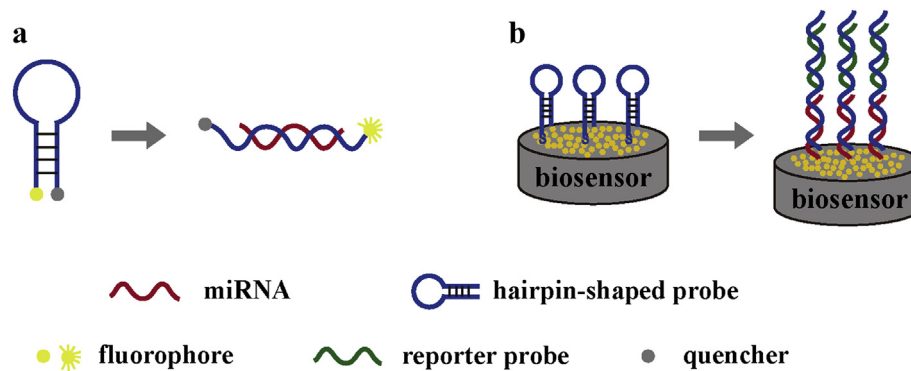 a
b
biosensor
biosensor
miRNA
hairpin-shaped probe
fluorophore
reporter probe
quencher